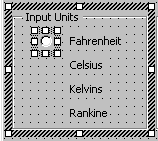 Input Units
Fahrenheit
Celsius
Kelvins
Rankine